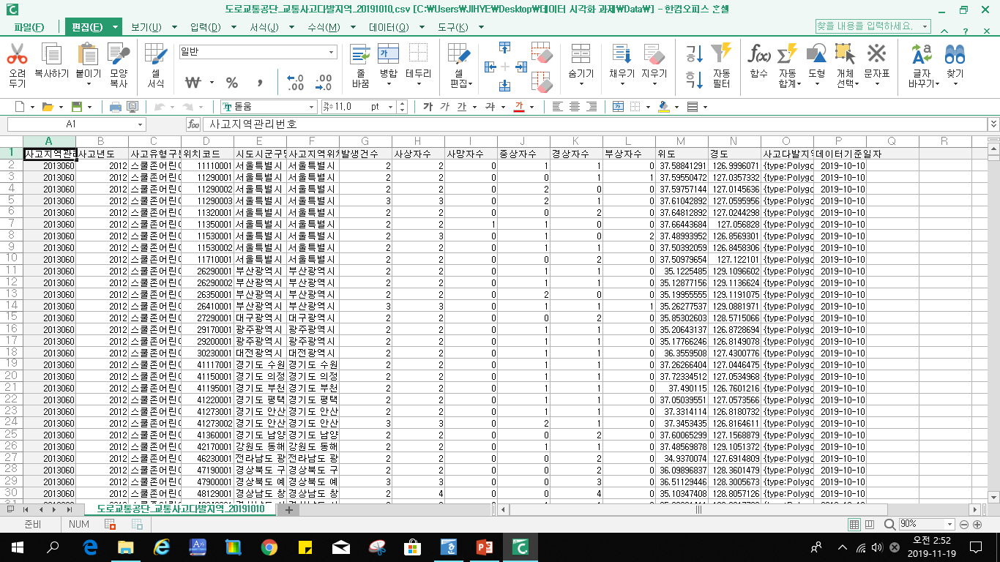 도로교통공단_교통사고다발지역_20191010.csv [C:₩Users₩JIHYE₩Desktop₩데이터 시각화 과제₩Data₩] - 한컴오피스 훈셀
파일(F) 편집(E) 보기(U) 입력(D) 서식(J) 수식(M) 데이터(Q) 도구(K) 찾을 내용을 입력하세요.
일반
오려 두기 복사하기 붙이기 모양 복사 셀 서식 ₩ % , ←.0 .00 .00 →.0 줄 바꿈 병합 테두리 셀 편집 숨기기 채우기 지우기 자동 필터 함수 자동 합계 도형 개체 선택 문자표 글자 바꾸기 찾기
돋움 11.0 pt 가 가 가 가 가
A1 사고지역관리번호
A B C D E F G H I J K L M N O P Q R
1 사고지역관리 사고년도 사고유형구분 위치코드 시도시군구명 사고지역위치 발생건수 사상자수 사망자수 중상자수 경상자수 부상자수 위도 경도 사고다발지역 데이터기준일자
2 2013060 2012 스쿨존어린이 11110001 서울특별시 서울특별시 2 2 0 1 1 0 37.58841291 126.9996071 {type:Polygo 2019-10-10
3 2013060 2012 스쿨존어린이 11290001 서울특별시 서울특별시 2 2 0 0 1 1 37.59550472 127.0357332 {type:Polygo 2019-10-10
4 2013060 2012 스쿨존어린이 11290002 서울특별시 서울특별시 2 2 0 2 0 0 37.59757144 127.0145636 {type:Polygo 2019-10-10
5 2013060 2012 스쿨존어린이 11290003 서울특별시 서울특별시 3 3 0 2 1 0 37.61042892 127.0595956 {type:Polygo 2019-10-10
6 2013060 2012 스쿨존어린이 11320001 서울특별시 서울특별시 2 2 0 0 2 0 37.64812892 127.0244298 {type:Polygo 2019-10-10
7 2013060 2012 스쿨존어린이 11350001 서울특별시 서울특별시 2 2 1 1 0 0 37.66443684 127.056828 {type:Polygo 2019-10-10
8 2013060 2012 스쿨존어린이 11530001 서울특별시 서울특별시 2 3 0 1 0 2 37.48993952 126.8569301 {type:Polygo 2019-10-10
9 2013060 2012 스쿨존어린이 11530002 서울특별시 서울특별시 2 2 0 1 1 0 37.50392059 126.8458306 {type:Polygo 2019-10-10
10 2013060 2012 스쿨존어린이 11710001 서울특별시 서울특별시 2 2 0 0 2 0 37.50979564 127.122101 {type:Polygo 2019-10-10
11 2013060 2012 스쿨존어린이 26290001 부산광역시 부산광역시 2 2 0 1 1 0 35.1225485 129.1096602 {type:Polygo 2019-10-10
12 2013060 2012 스쿨존어린이 26290002 부산광역시 부산광역시 2 2 0 1 1 0 35.12877156 129.1136624 {type:Polygo 2019-10-10
13 2013060 2012 스쿨존어린이 26350001 부산광역시 부산광역시 2 2 0 2 0 0 35.19955555 129.1191075 {type:Polygo 2019-10-10
14 2013060 2012 스쿨존어린이 26410001 부산광역시 부산광역시 3 3 0 1 1 1 35.26277537 129.0881971 {type:Polygo 2019-10-10
15 2013060 2012 스쿨존어린이 27290001 대구광역시 대구광역시 2 2 0 0 2 0 35.85302603 128.5715066 {type:Polygo 2019-10-10
16 2013060 2012 스쿨존어린이 29170001 광주광역시 광주광역시 2 2 0 1 1 0 35.20643137 126.8728694 {type:Polygo 2019-10-10
17 2013060 2012 스쿨존어린이 29200001 광주광역시 광주광역시 2 2 0 1 1 0 35.17766246 126.8149078 {type:Polygo 2019-10-10
18 2013060 2012 스쿨존어린이 30230001 대전광역시 대전광역시 2 2 0 1 1 0 36.3559508 127.4300776 {type:Polygo 2019-10-10
19 2013060 2012 스쿨존어린이 41117001 경기도 수원 경기도 수원 2 2 0 1 1 0 37.26266404 127.0446475 {type:Polygo 2019-10-10
20 2013060 2012 스쿨존어린이 41150001 경기도 의정 경기도 의정 2 2 0 1 1 0 37.72334512 127.0534968 {type:Polygo 2019-10-10
21 2013060 2012 스쿨존어린이 41195001 경기도 부천 경기도 부천 2 2 0 1 1 0 37.490115 126.7601216 {type:Polygo 2019-10-10
22 2013060 2012 스쿨존어린이 41220001 경기도 평택 경기도 평택 2 2 0 1 1 0 37.05039551 127.0573566 {type:Polygo 2019-10-10
23 2013060 2012 스쿨존어린이 41273001 경기도 안산 경기도 안산 2 2 0 1 1 0 37.3314114 126.8180732 {type:Polygo 2019-10-10
24 2013060 2012 스쿨존어린이 41273002 경기도 안산 경기도 안산 3 3 0 2 1 0 37.3453435 126.8164611 {type:Polygo 2019-10-10
25 2013060 2012 스쿨존어린이 41360001 경기도 남양 경기도 남양 2 2 0 0 2 0 37.60065299 127.1568879 {type:Polygo 2019-10-10
26 2013060 2012 스쿨존어린이 42170001 강원도 동해 강원도 동해 2 2 0 1 1 0 37.48569878 129.1051372 {type:Polygo 2019-10-10
27 2013060 2012 스쿨존어린이 46230001 전라남도 광 전라남도 광 2 2 0 0 2 0 34.9370074 127.6914809 {type:Polygo 2019-10-10
28 2013060 2012 스쿨존어린이 47190001 경상북도 구 경상북도 구 2 2 0 0 2 0 36.09896837 128.3601479 {type:Polygo 2019-10-10
29 2013060 2012 스쿨존어린이 47900001 경상북도 예 경상북도 예 3 3 0 0 3 0 36.51129446 128.3005673 {type:Polygo 2019-10-10
30 2013060 2012 스쿨존어린이 48129001 경상남도 창 경상남도 창 2 4 0 0 4 0 35.10347408 128.8057126 {type:Polygo 2019-10-10
도로교통공단_교통사고다발지역_20191010
준비 NUM 90%
오전 2:52
2019-11-19